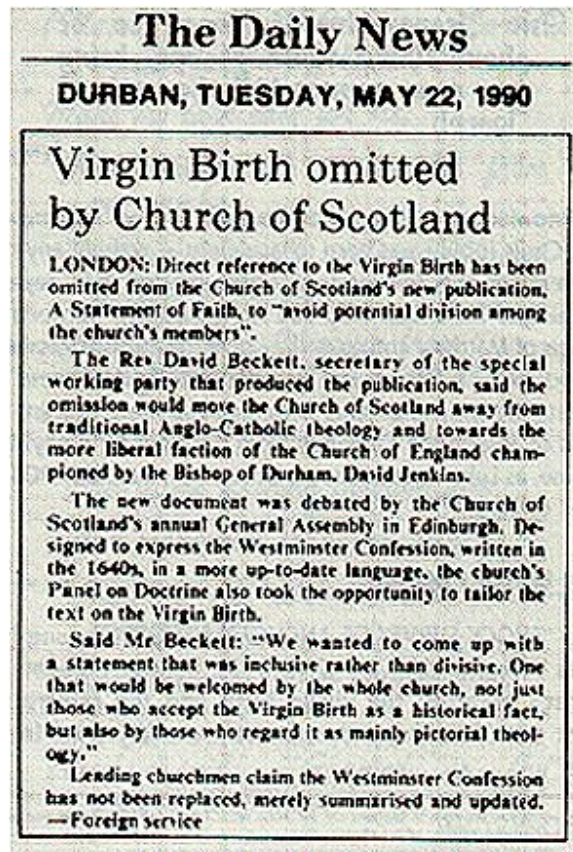 The Daily News
DURBAN, TUESDAY, MAY 22, 1990
Virgin Birth omitted
by Church of Scotland
LONDON: Direct reference to the Virgin Birth has been
omitted from the Church of Scotland's new publication,
A Statement of Faith, to "avoid potential division among
the church's members".
The Rev David Beckett, secretary of the special
working party that produced the publication, said the
omission would move the Church of Scotland away from
traditional Anglo-Catholic theology and towards the
more liberal faction of the Church of England cham-
pioned by the Bishop of Durham, David Jenkins.
The new document was debated by the Church of
Scotland's annual General Assembly in Edinburgh. De-
signed to express the Westminster Confession, written in
the 1640s, in a more up-to-date language, the church's
Panel on Doctrine also took the opportunity to tailor the
text on the Virgin Birth.
Said Mr Beckett: "We wanted to come up with
a statement that was inclusive rather than divisive. One
that would be welcomed by the whole church, not just
those who accept the Virgin Birth as a historical fact,
but also by those who regard it as mainly pictorial theol-
ogy."
Leading churchmen claim the Westminster Confession
has not been replaced, merely summarised and updated.
— Foreign service